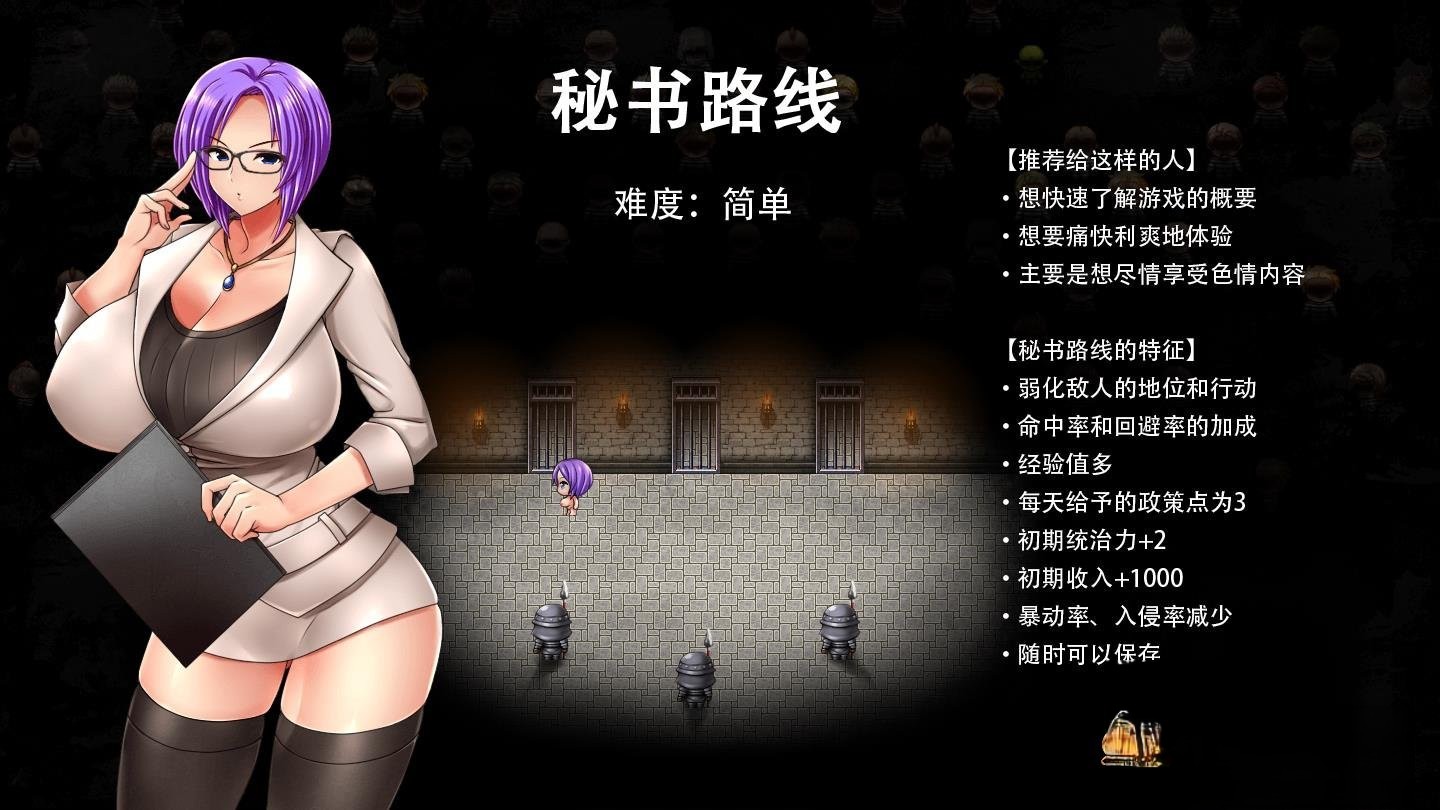 秘书路线
难度：简单
【推荐给这样的人】
・想快速了解游戏的概要
・想要痛快利爽地体验
・主要是想尽情享受色情内容
【秘书路线的特征】
・弱化敌人的地位和行动
・命中率和回避率的加成
・经验值多
・每天给予的政策点为3
・初期统治力+2
・初期收入+1000
・暴动率、入侵率减少
・随时可以保存